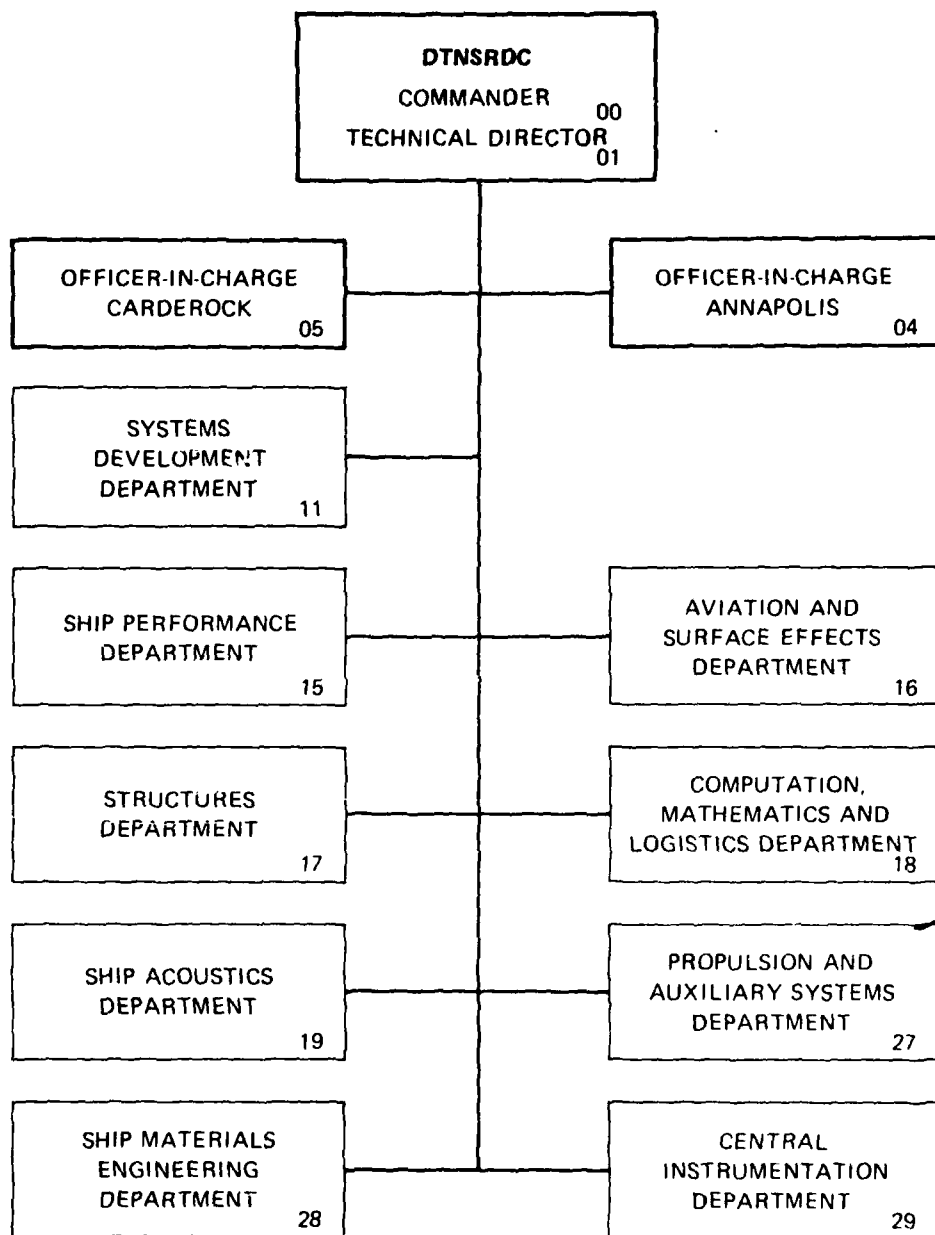 DTNSRDC
COMMANDER 00
TECHNICAL DIRECTOR
01
OFFICER-IN-CHARGE
CARDEROCK
05
OFFICER-IN-CHARGE
ANNAPOLIS
04
SYSTEMS
DEVELOPMENT
DEPARTMENT
11
SHIP PERFORMANCE
DEPARTMENT
15
AVIATION AND
SURFACE EFFECTS
DEPARTMENT
16
STRUCTURES
DEPARTMENT
17
COMPUTATION,
MATHEMATICS AND
LOGISTICS DEPARTMENT
18
SHIP ACOUSTICS
DEPARTMENT
19
PROPULSION AND
AUXILIARY SYSTEMS
DEPARTMENT
27
SHIP MATERIALS
ENGINEERING
DEPARTMENT
28
CENTRAL
INSTRUMENTATION
DEPARTMENT
29